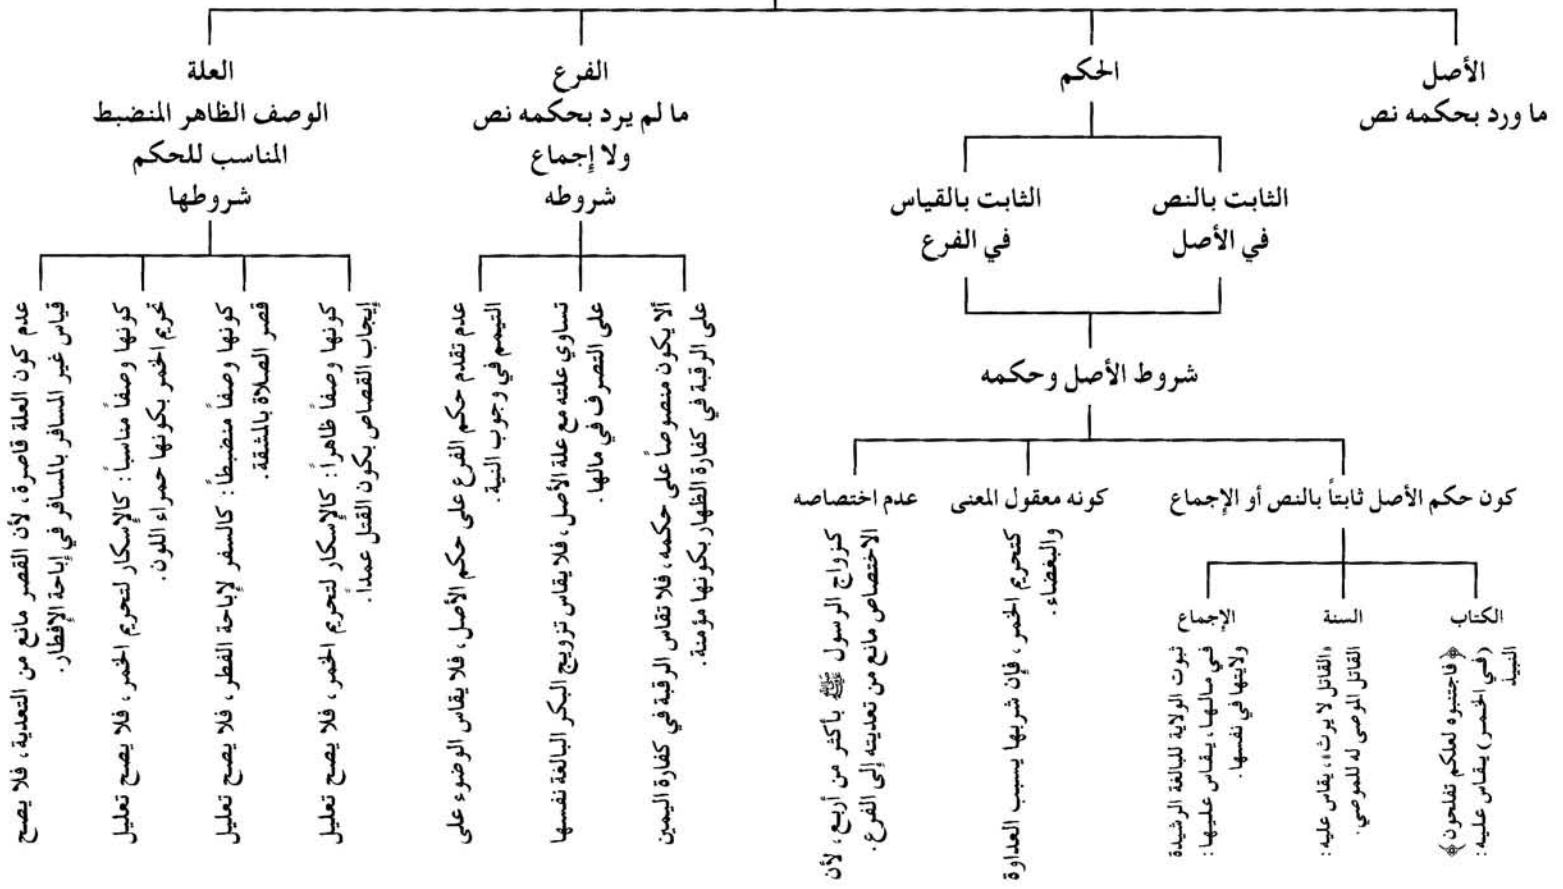 الأصل
ما ورد بحكمه نص
الحكم
الثابت بالنص
في الأصل
الثابت بالقياس
في الفرع
شروط الأصل وحكمه
كون حكم الأصل ثابتاً بالنص أو الإجماع
الكتاب
﴿فاجتنبوه لعلكم تفلحون﴾
(في الخمر) يقاس عليه:
النبيذ
السنة
«القاتل لا يرث»، يقاس عليه:
القاتل الموصى له للموصي.
الإجماع
ثبوت الولاية للبالغة الرشيدة
في مالها، يقاس عليها:
ولايتها في نفسها.
كونه معقول المعنى
كتحريم الخمر، فإن شربها يسبب العداوة
والبغضاء.
عدم اختصاصه
كزواج الرسول ﷺ بأكثر من أربع، لأن
الاختصاص مانع من تعديته إلى الفرع.
الفرع
ما لم يرد بحكمه نص
ولا إجماع
شروطه
ألا يكون منصوصاً على حكمه، فلا تقاس الرقبة في كفارة اليمين
على الرقبة في كفارة الظهار بكونها مؤمنة.
تساوي علته مع علة الأصل، فلا يقاس تزويج البكر البالغة نفسها
على التصرف في مالها.
عدم تقدم حكم الفرع على حكم الأصل، فلا يقاس الوضوء على
التيمم في وجوب النية.
العلة
الوصف الظاهر المنضبط
المناسب للحكم
شروطها
كونها وصفاً ظاهراً: كالإسكار لتحريم الخمر، فلا يصح تعليل
إيجاب القصاص بكون القتل عمداً.
كونها وصفاً منضبطاً: كالسفر لإباحة الفطر، فلا يصح تعليل
قصر الصلاة بالمشقة.
كونها وصفاً مناسباً: كالإسكار لتحريم الخمر، فلا يصح تعليل
تحريم الخمر بكونها حمراء اللون.
عدم كون العلة قاصرة، لأن القصر مانع من التعدية، فلا يصح
قياس غير المسافر بالمسافر في إباحة الإفطار.